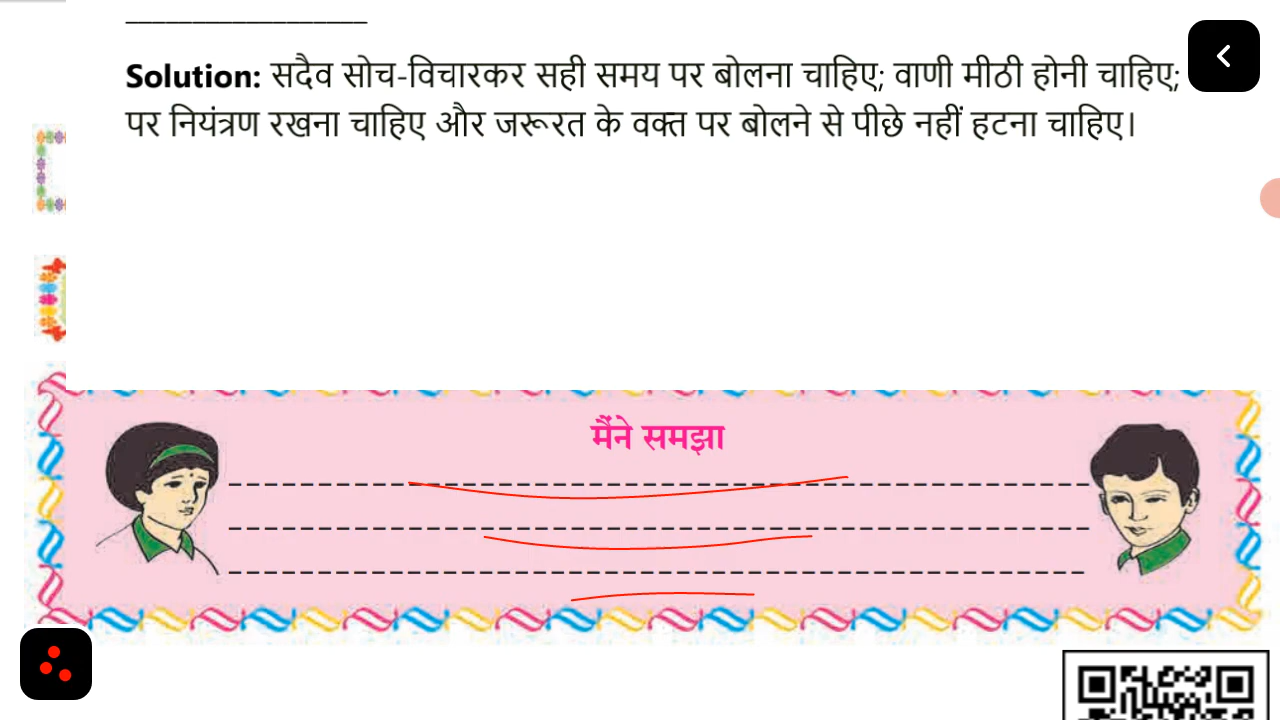 Solution: सदैव सोच-विचारकर सही समय पर बोलना चाहिए; वाणी मीठी होनी चाहिए;
पर नियंत्रण रखना चाहिए और जरूरत के वक्त पर बोलने से पीछे नहीं हटना चाहिए।
मैंने समझा